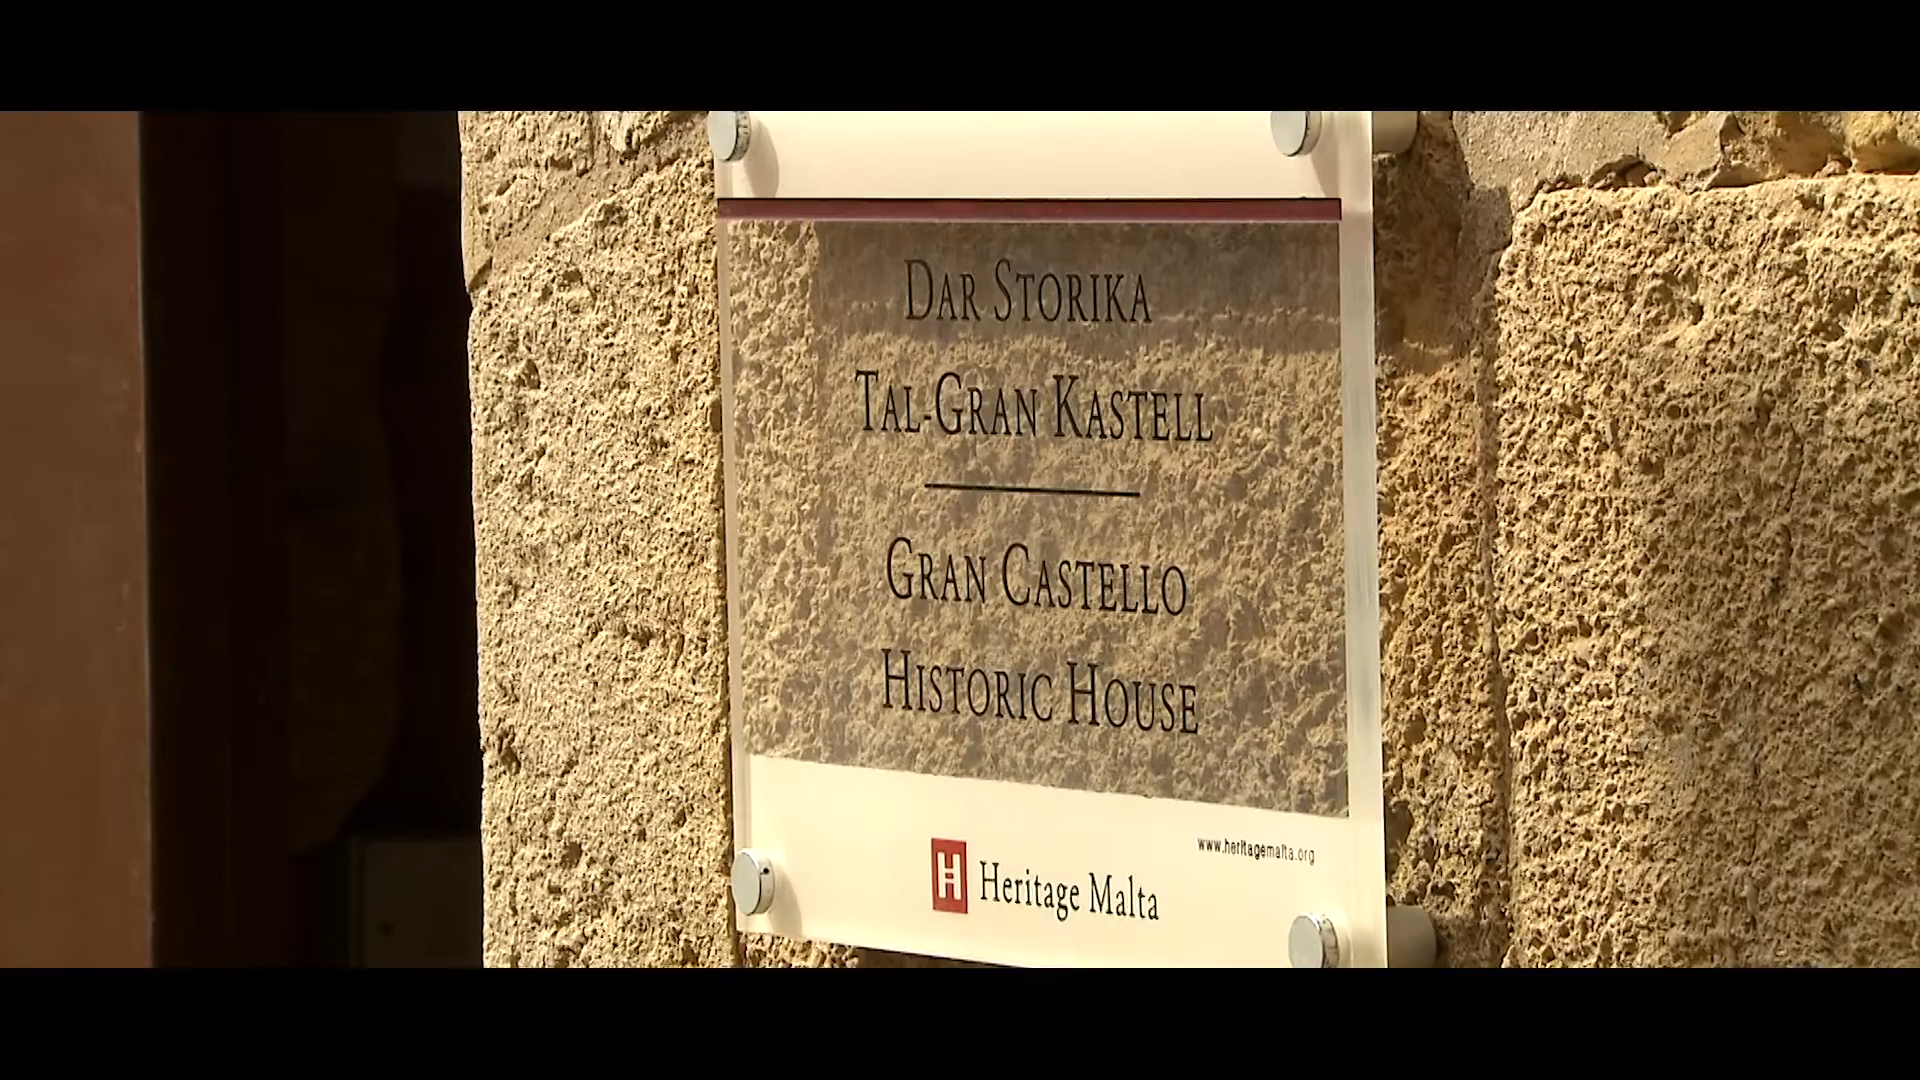 DAR STORIKA
TAL-GRAN KASTELL
GRAN CASTELLO
HISTORIC HOUSE
www.heritagemalta.org
H Heritage Malta